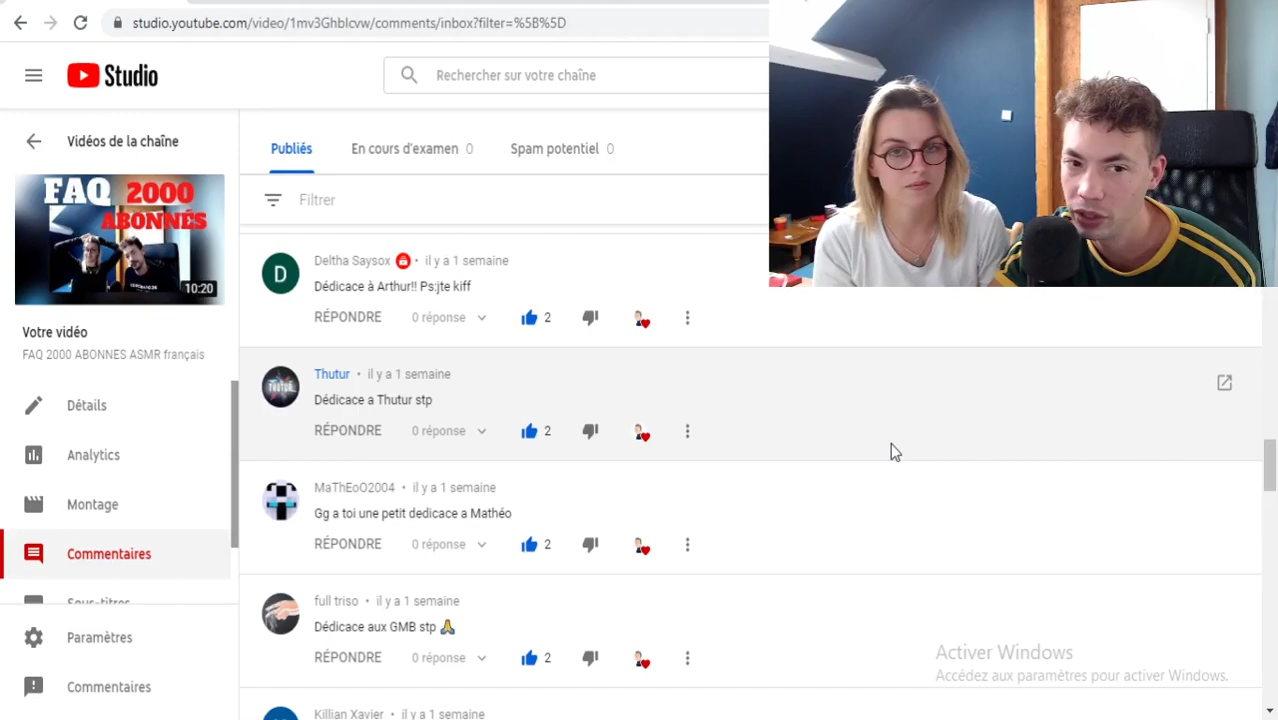 studio.youtube.com/video/1mv3Ghblcvw/comments/inbox?filter=%5B%5D
Studio
Rechercher sur votre chaîne
Vidéos de la chaîne
Publiés
En cours d'examen 0
Spam potentiel 0
Filtrer
FAQ 2000
ABONNÉS
10:20
Votre vidéo
FAQ 2000 ABONNES ASMR français
Détails
Analytics
Montage
Commentaires
Sous-titres
Paramètres
Commentaires
D
Deltha Saysox • il y a 1 semaine
Dédicace à Arthur!! Ps:jte kiff
RÉPONDRE 0 réponse 2
THUTUR
Thutur • il y a 1 semaine
Dédicace a Thutur stp
RÉPONDRE 0 réponse 2
MaThEoO2004 • il y a 1 semaine
Gg a toi une petit dedicace a Mathéo
RÉPONDRE 0 réponse 2
full triso • il y a 1 semaine
Dédicace aux GMB stp 🙏
RÉPONDRE 0 réponse 2
Killian Xavier • il y a 1 semaine
Activer Windows
Accédez aux paramètres pour activer Windows.